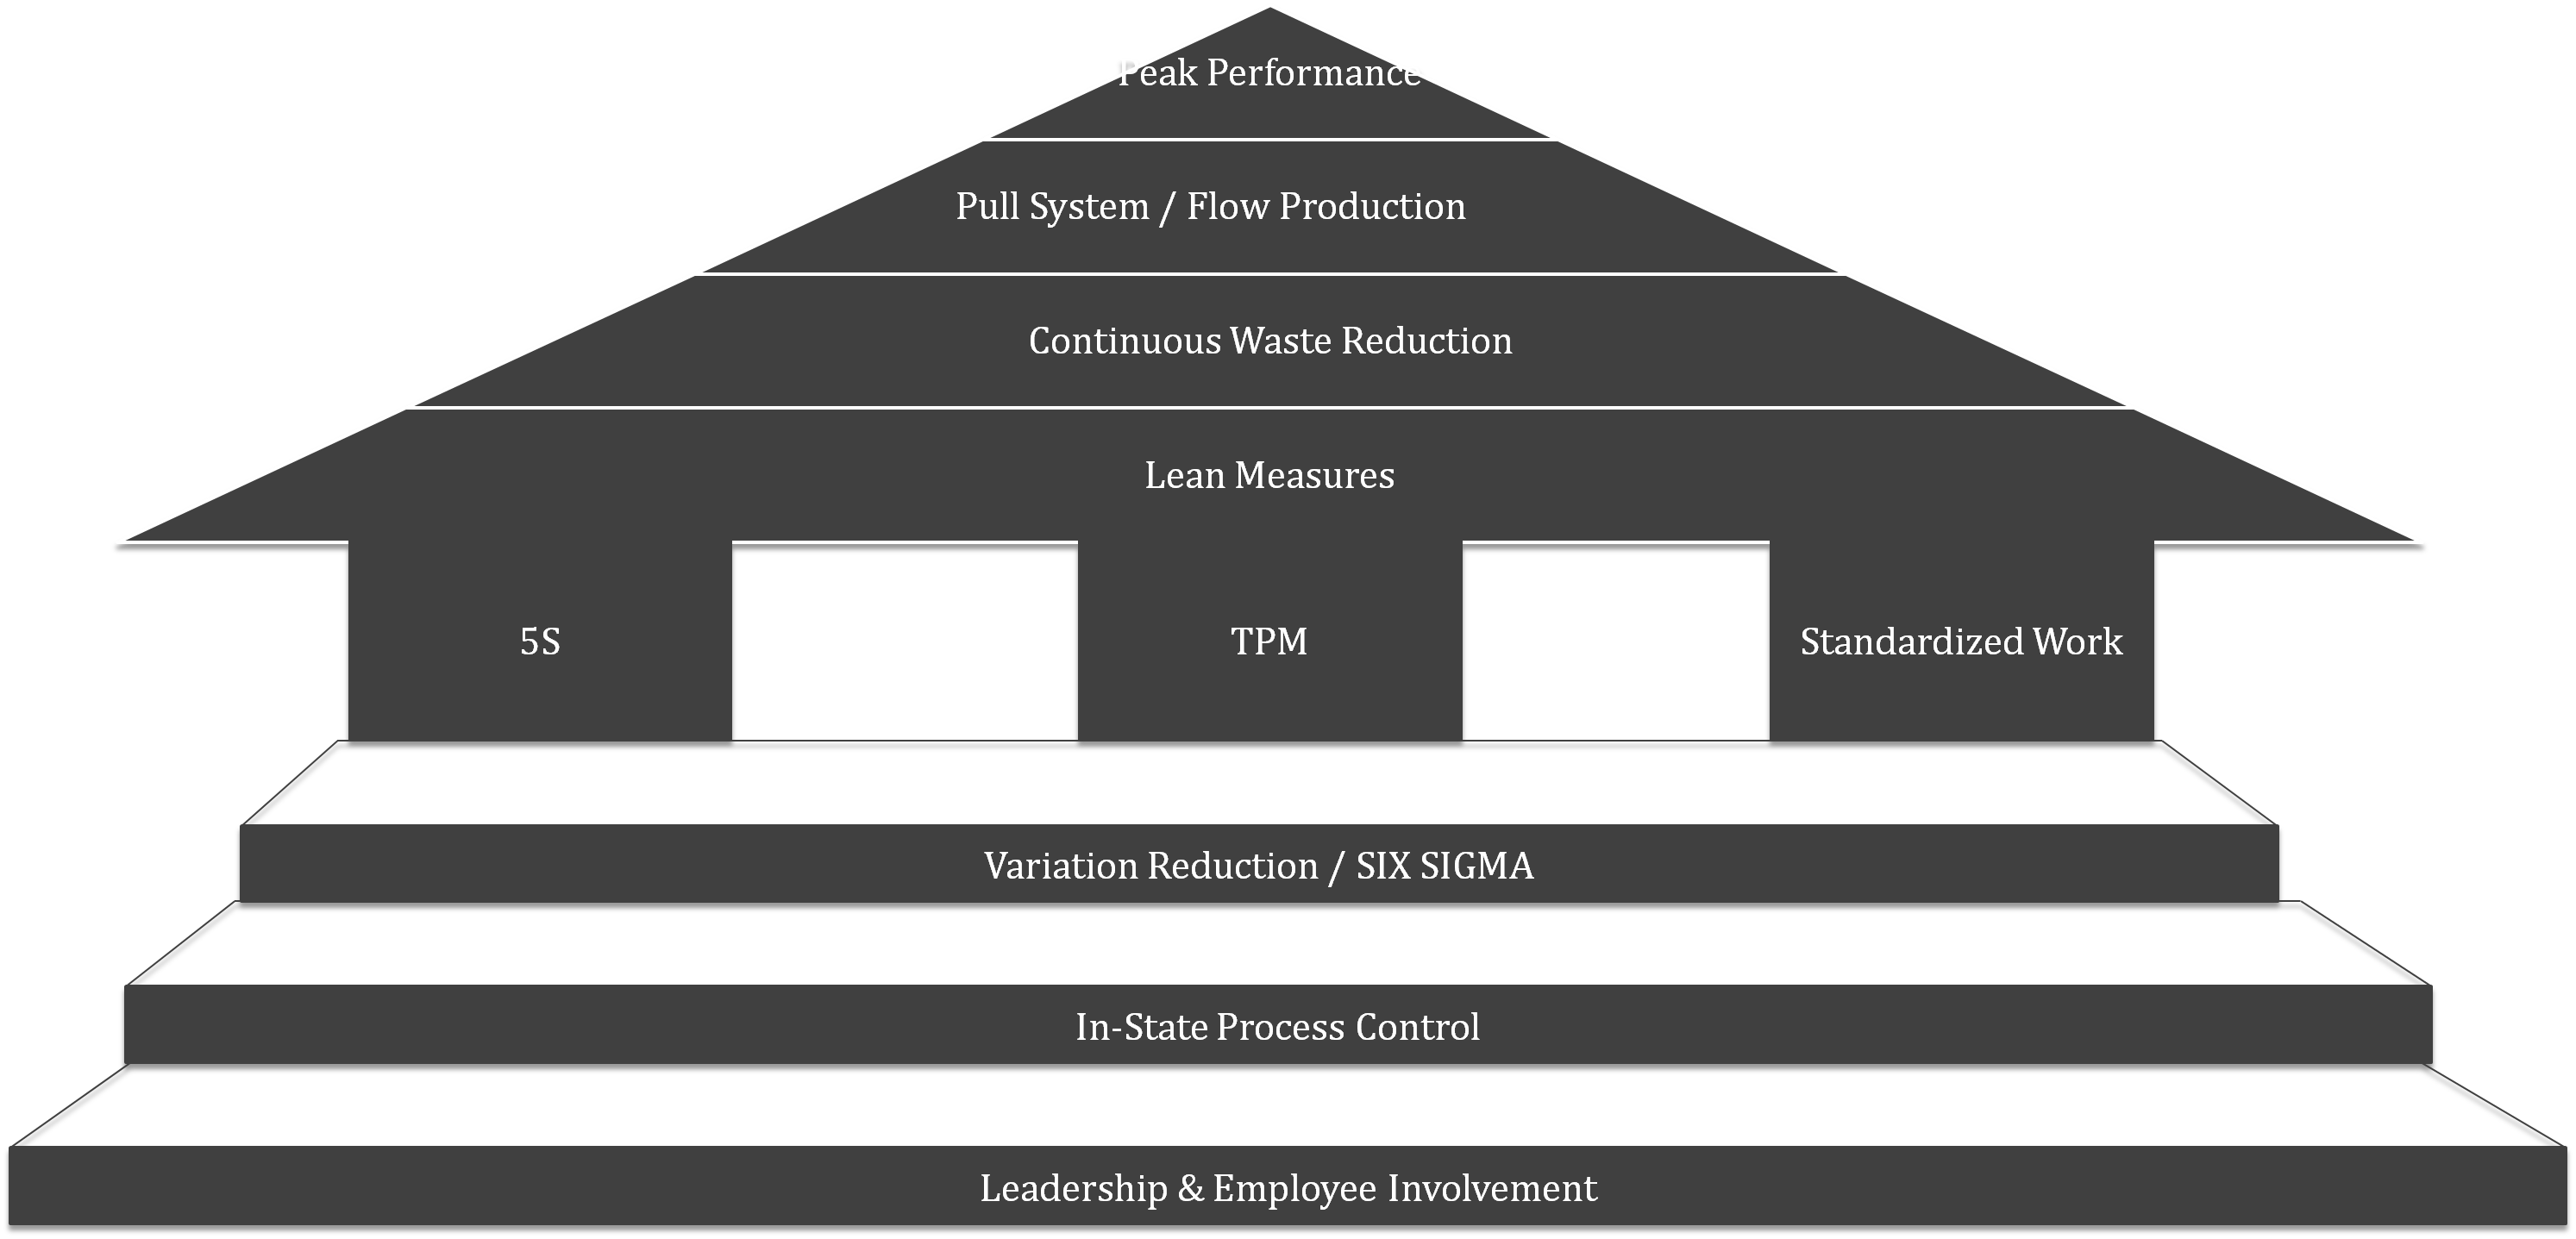 Peak Performance
Pull System / Flow Production
Continuous Waste Reduction
Lean Measures
5S
TPM
Standardized Work
Variation Reduction / SIX SIGMA
In-State Process Control
Leadership & Employee Involvement